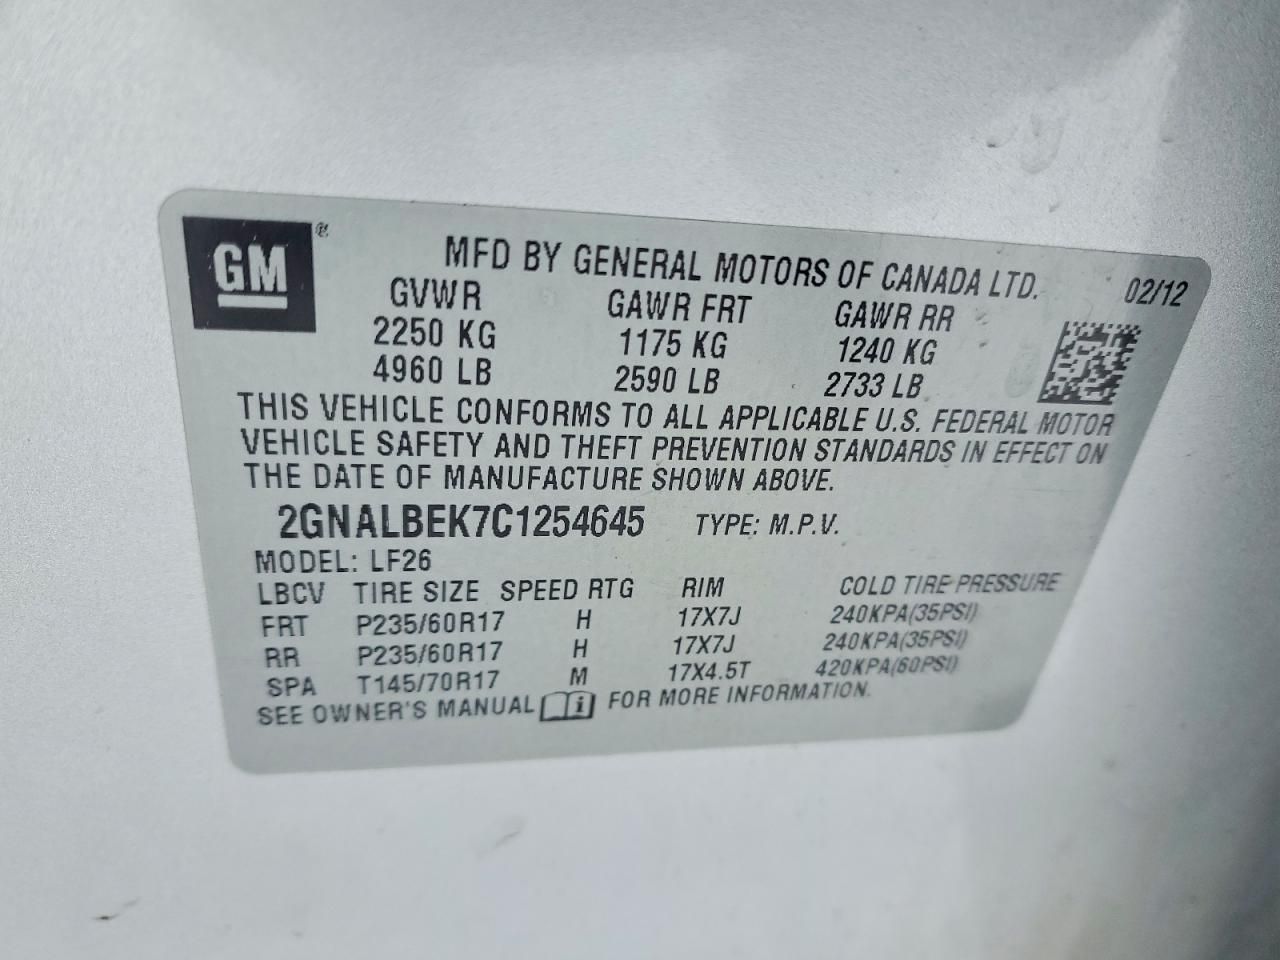 GM®
MFD BY GENERAL MOTORS OF CANADA LTD. 02/12
GVWR GAWR FRT GAWR RR
2250 KG 1175 KG 1240 KG
4960 LB 2590 LB 2733 LB
THIS VEHICLE CONFORMS TO ALL APPLICABLE U.S. FEDERAL MOTOR
VEHICLE SAFETY AND THEFT PREVENTION STANDARDS IN EFFECT ON
THE DATE OF MANUFACTURE SHOWN ABOVE.
2GNALBEK7C1254645 TYPE: M.P.V.
MODEL: LF26
LBCV TIRE SIZE SPEED RTG RIM COLD TIRE PRESSURE
FRT P235/60R17 H 17X7J 240KPA(35PSI)
RR P235/60R17 H 17X7J 240KPA(35PSI)
SPA T145/70R17 M 17X4.5T 420KPA(60PSI)
SEE OWNER'S MANUAL i FOR MORE INFORMATION.